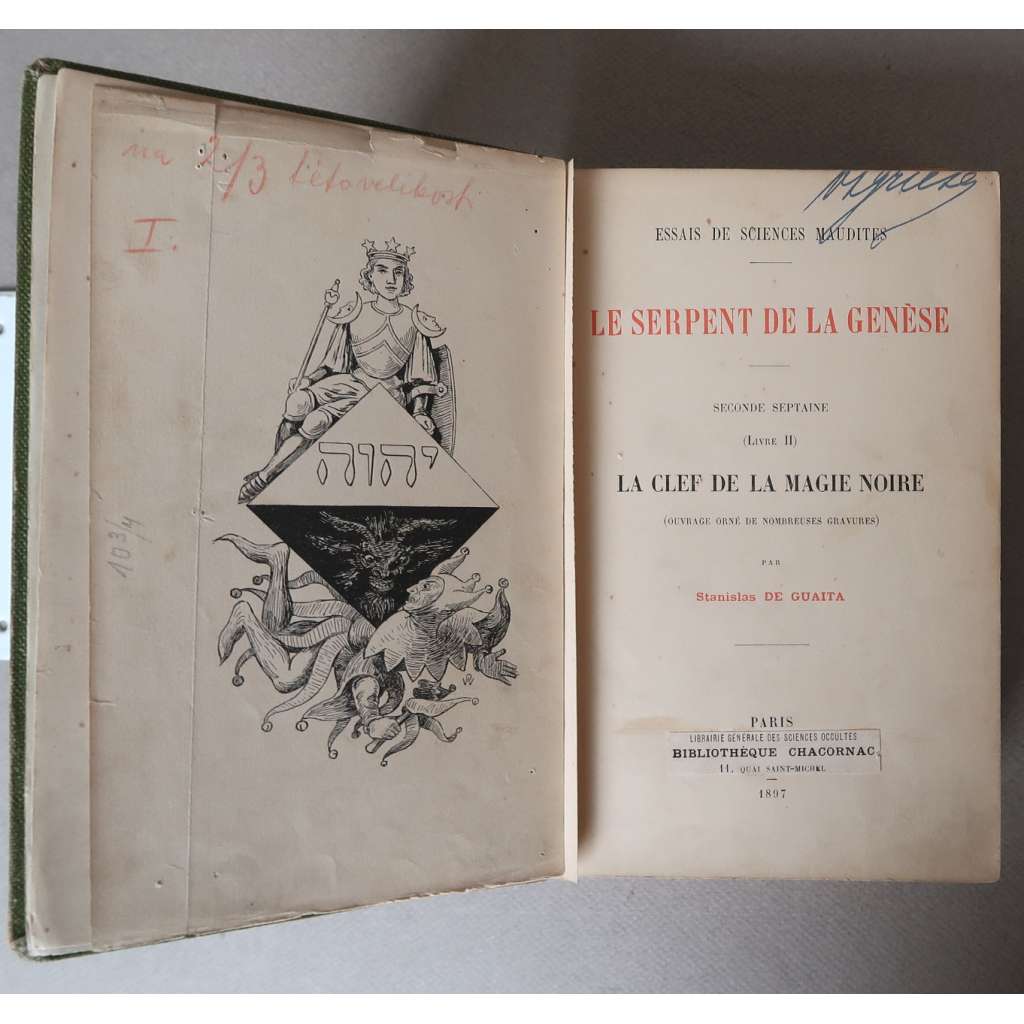 na 2/3 této velikosti
I.
יהוה
103/4
ESSAIS DE SCIENCES MAUDITES
LE SERPENT DE LA GENÈSE
SECONDE SEPTAINE
(LIVRE II)
LA CLEF DE LA MAGIE NOIRE
(OUVRAGE ORNÉ DE NOMBREUSES GRAVURES)
PAR
Stanislas DE GUAITA
PARIS
LIBRAIRIE GÉNÉRALE DES SCIENCES OCCULTES
BIBLIOTHÈQUE CHACORNAC
11, QUAI SAINT-MICHEL
1897